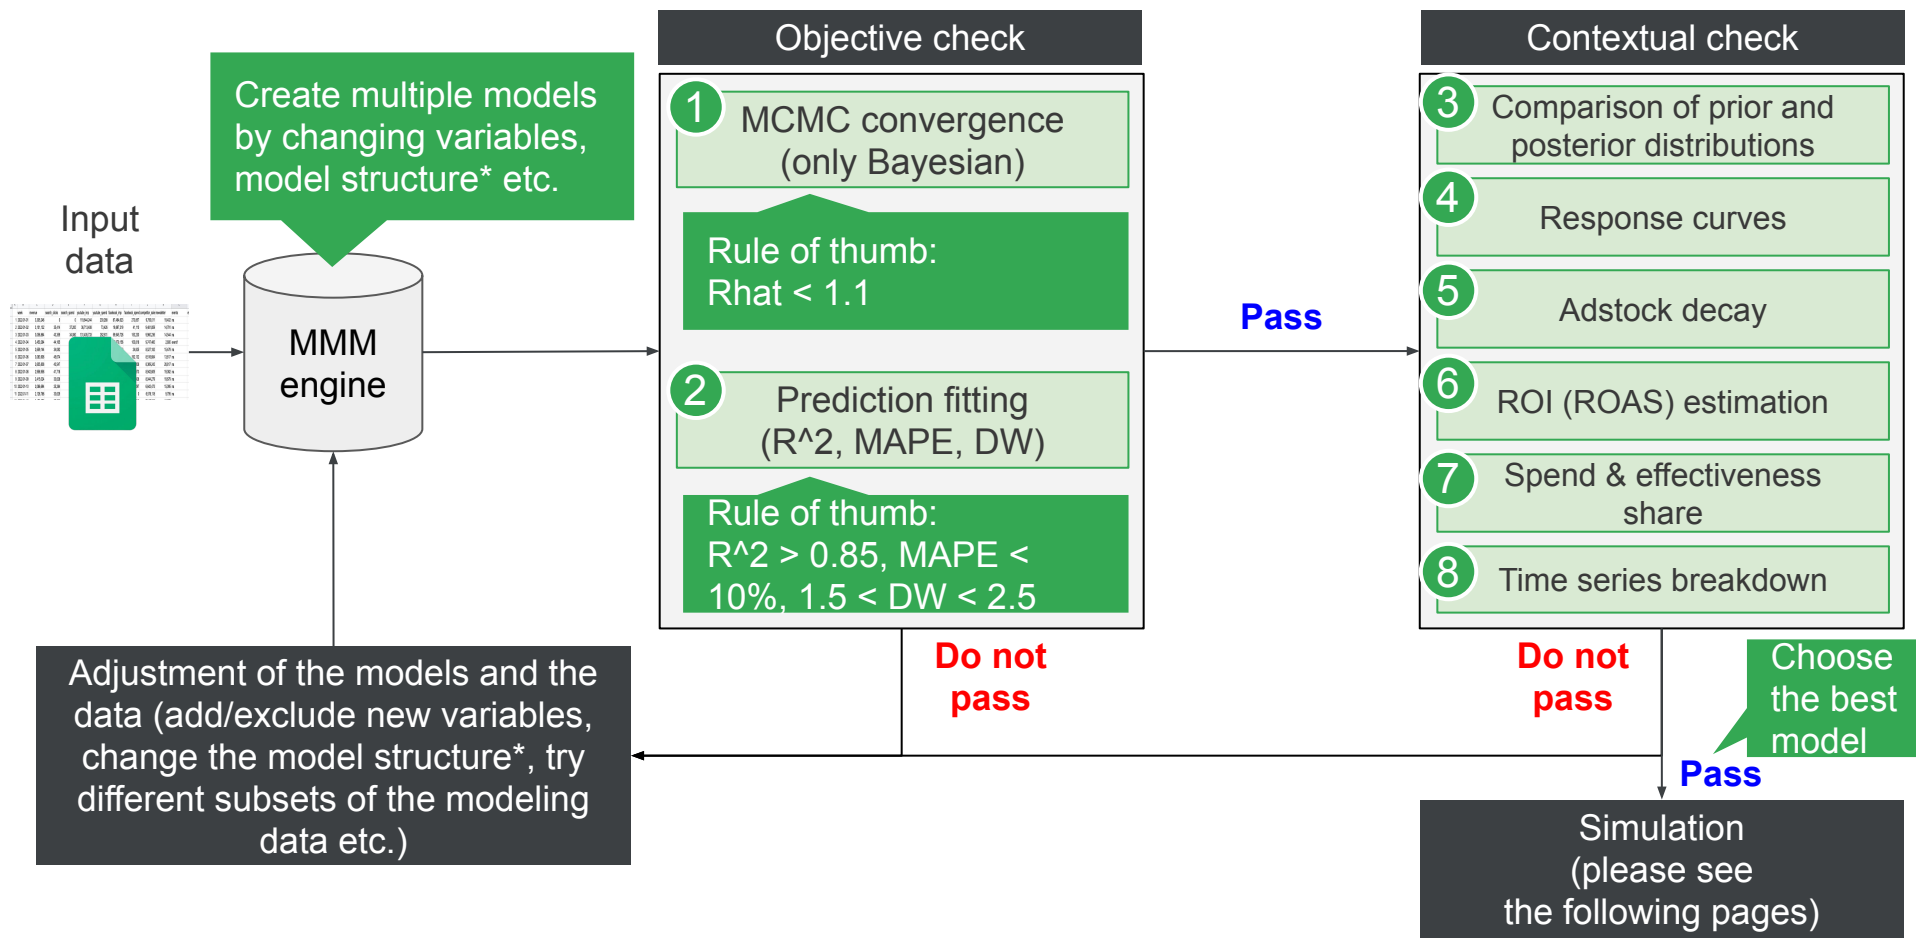 Objective check
Contextual check
Create multiple models
by changing variables,
model structure* etc.
Input
data
MMM
engine
1
MCMC convergence
(only Bayesian)
Rule of thumb:
Rhat < 1.1
2
Prediction fitting
(R^2, MAPE, DW)
Rule of thumb:
R^2 > 0.85, MAPE <
10%, 1.5 < DW < 2.5
Pass
3
Comparison of prior and
posterior distributions
4
Response curves
5
Adstock decay
6
ROI (ROAS) estimation
7
Spend & effectiveness
share
8
Time series breakdown
Do not
pass
Do not
pass
Choose
the best
model
Pass
Adjustment of the models and the
data (add/exclude new variables,
change the model structure*, try
different subsets of the modeling
data etc.)
Simulation
(please see
the following pages)